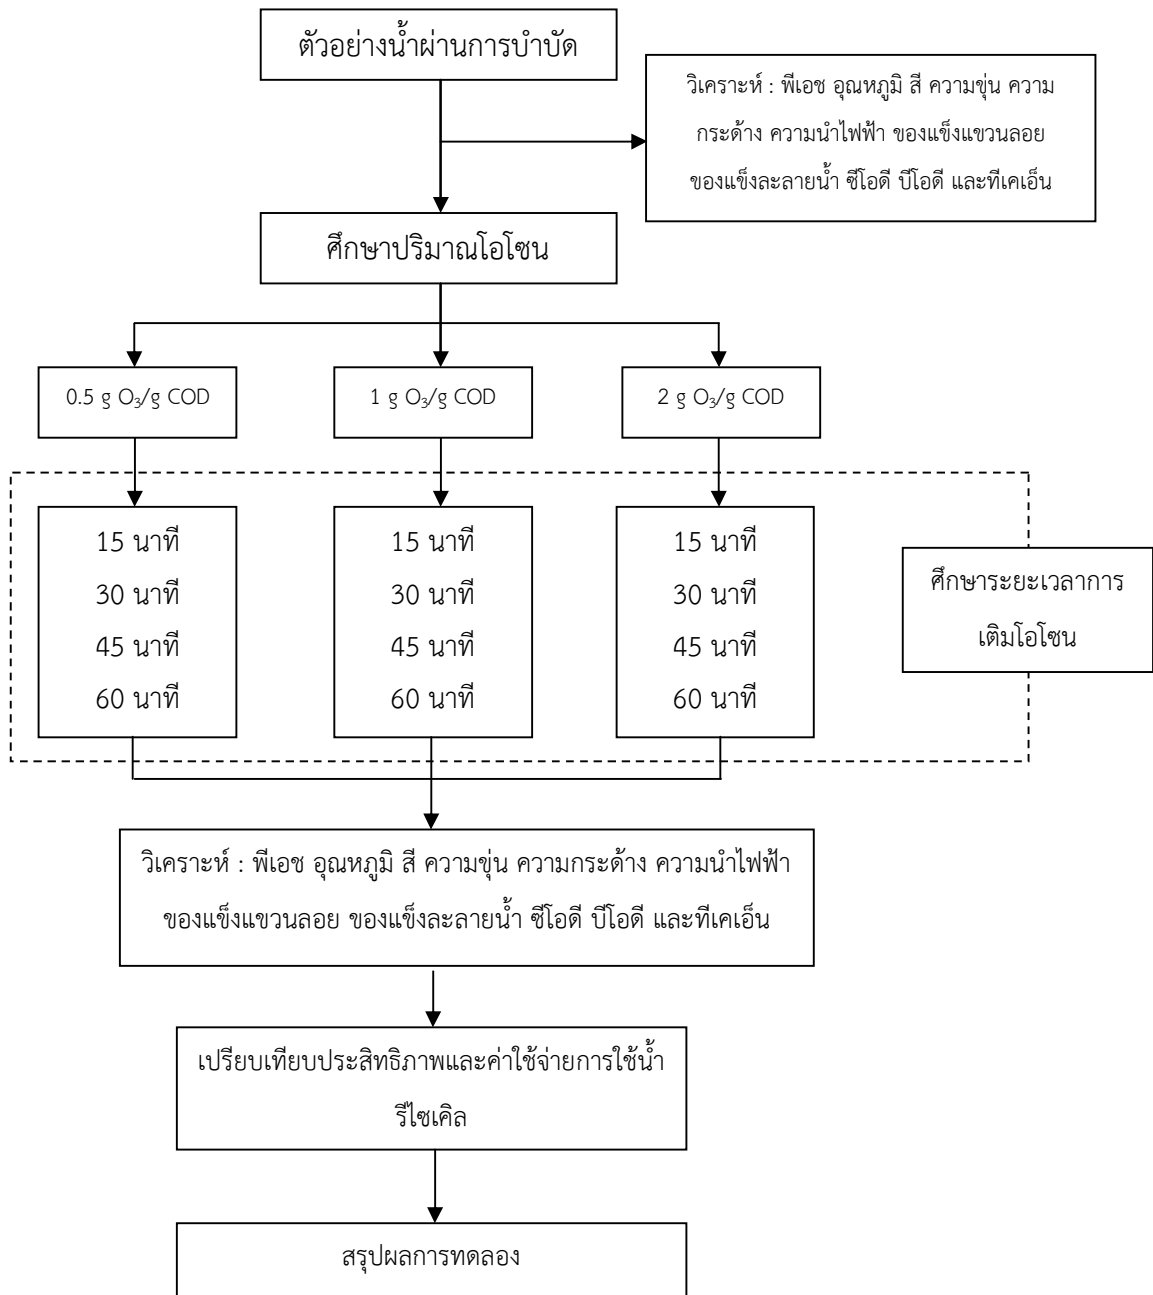 ตัวอย่างน้ำผ่านการบำบัด
วิเคราะห์ : พีเอช อุณหภูมิ สี ความขุ่น ความ
กระด้าง ความนำไฟฟ้า ของแข็งแขวนลอย
ของแข็งละลายน้ำ ซีโอดี บีโอดี และทีเคเอ็น
ศึกษาปริมาณโอโซน
0.5 g O₃/g COD
1 g O₃/g COD
2 g O₃/g COD
15 นาที
30 นาที
45 นาที
60 นาที
15 นาที
30 นาที
45 นาที
60 นาที
15 นาที
30 นาที
45 นาที
60 นาที
ศึกษาระยะเวลาการ
เติมโอโซน
วิเคราะห์ : พีเอช อุณหภูมิ สี ความขุ่น ความกระด้าง ความนำไฟฟ้า
ของแข็งแขวนลอย ของแข็งละลายน้ำ ซีโอดี บีโอดี และทีเคเอ็น
เปรียบเทียบประสิทธิภาพและค่าใช้จ่ายการใช้น้ำ
รีไซเคิล
สรุปผลการทดลอง